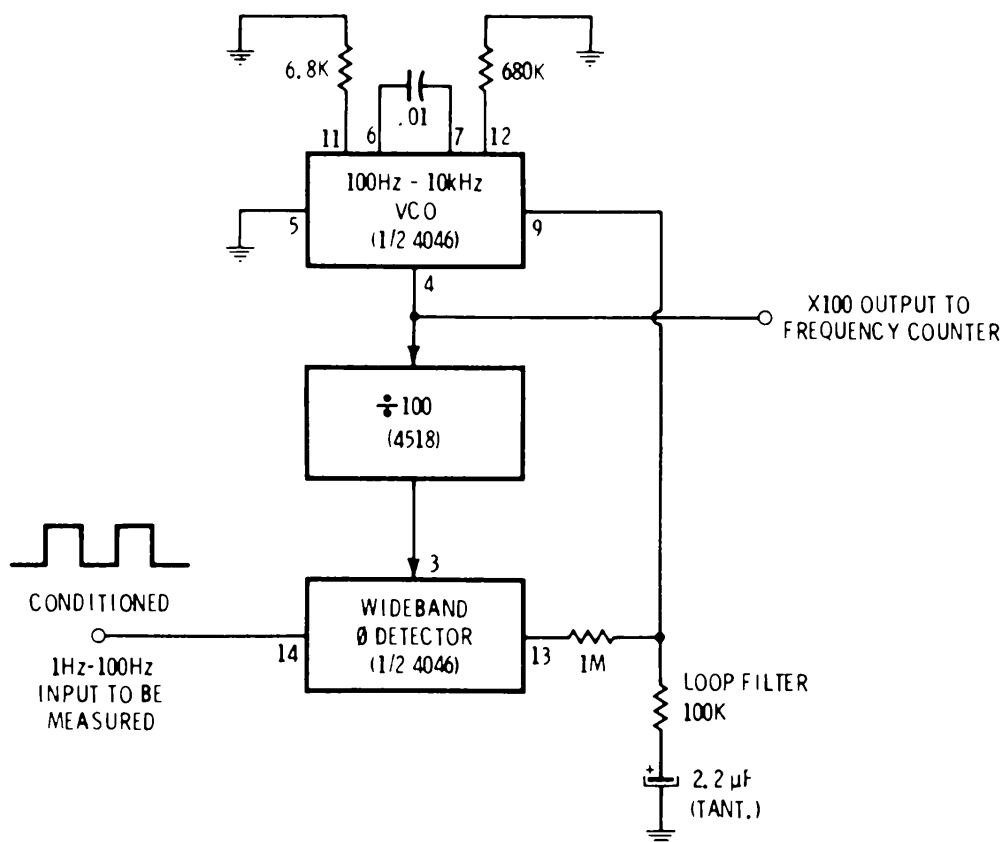 6.8K
680K
.01
11
6
7
12
100Hz - 10kHz
VCO
(1/2 4046)
5
9
4
X100 OUTPUT TO
FREQUENCY COUNTER
÷100
(4518)
3
CONDITIONED
1Hz-100Hz
INPUT TO BE
MEASURED
14
WIDEBAND
Ø DETECTOR
(1/2 4046)
13
1M
LOOP FILTER
100K
+
2.2 µF
(TANT.)